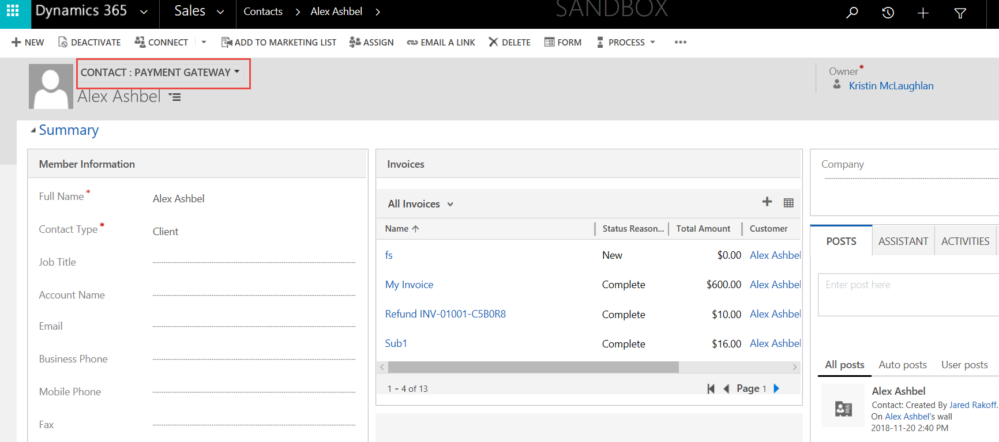 Dynamics 365 Sales Contacts > Alex Ashbel > SANDBOX
NEW DEACTIVATE CONNECT ADD TO MARKETING LIST ASSIGN EMAIL A LINK DELETE FORM PROCESS •••
CONTACT : PAYMENT GATEWAY
Alex Ashbel
Owner*
Kristin McLaughlan
Summary
Member Information
Full Name* Alex Ashbel
Contact Type* Client
Job Title
Account Name
Email
Business Phone
Mobile Phone
Fax
Invoices
All Invoices
Name Status Reason... Total Amount Customer
fs New $0.00 Alex Ashbel
My Invoice Complete $600.00 Alex Ashbel
Refund INV-01001-C5B0R8 Complete $10.00 Alex Ashbel
Sub1 Complete $16.00 Alex Ashbel
1 - 4 of 13 Page 1
Company
POSTS ASSISTANT ACTIVITIES
Enter post here
All posts Auto posts User posts
Alex Ashbel
Contact: Created By Jared Rakoff.
On Alex Ashbel's wall
2018-11-20 2:40 PM